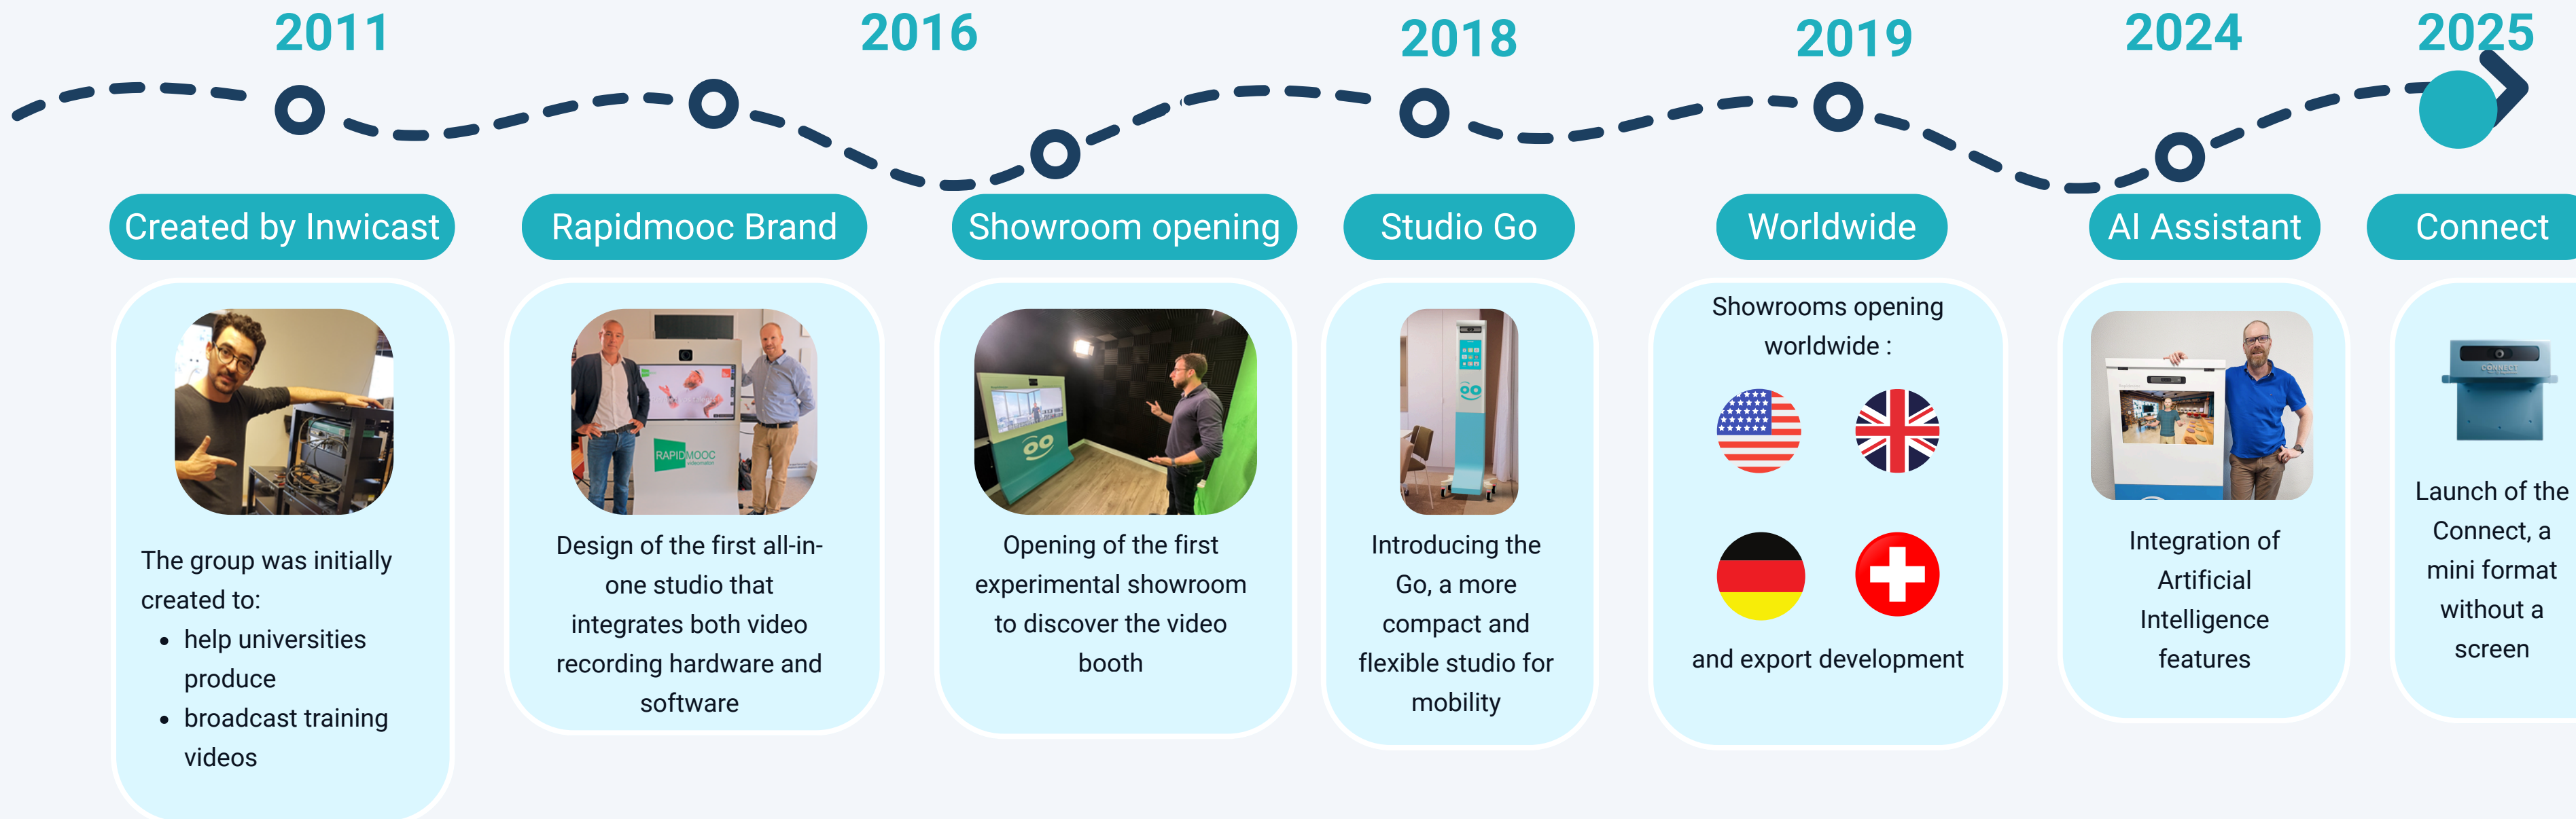 2011
2016
2018
2019
2024
2025
Created by Inwicast
Rapidmooc Brand
Showroom opening
Studio Go
Worldwide
AI Assistant
Connect
The group was initially
created to:
• help universities
produce
• broadcast training
videos
RAPIDMOOC
Design of the first all-in-
one studio that
integrates both video
recording hardware and
software
Opening of the first
experimental showroom
to discover the video
booth
Introducing the
Go, a more
compact and
flexible studio for
mobility
Showrooms opening
worldwide :
and export development
Integration of
Artificial
Intelligence
features
CONNECT
Launch of the
Connect, a
mini format
without a
screen